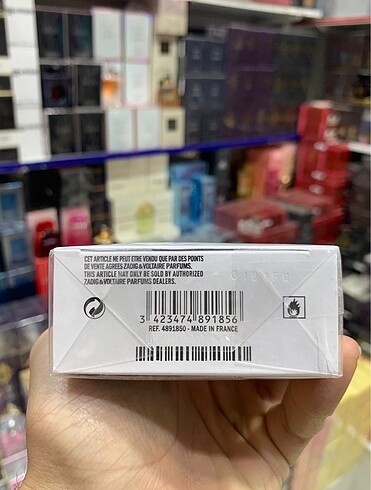 CET ARTICLE NE PEUT ETRE VENDU QUE PAR DES POINTS
DE VENTE AGREES ZADIG&VOLTAIRE PARFUMS.
THIS ARTICLE NAT ONLY BE SOLD BY AUTHORIZED
ZADIG&VOLTAIRE PARFUMS DEALERS.
3 423474 891856
REF. 4891850 - MADE IN FRANCE